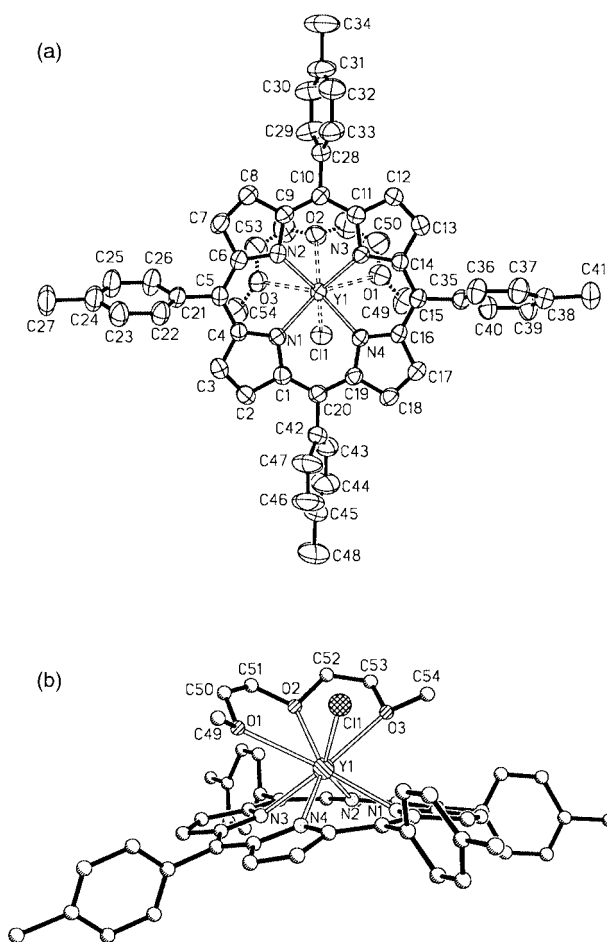 (a)
C34
C31
C30
C32
C29
C33
C28
C10
C8
C9
C11
C12
C7
C53
O2
C50
C13
N3
C6
N2
C14
C25
C26
C36
C37
C41
C5
O3
Y1
O1
C35
C21
C54
C49
C15
C38
C27
C24
C4
C16
C40
C39
C23
C22
N1
Cl1
N4
C3
C1
C19
C17
C2
C20
C18
C42
C43
C47
C44
C46
C45
C48
(b)
C52
C53
C51
C54
C50
O2
Cl1
O1
O3
C49
Y1
N3
N4
N2
N1